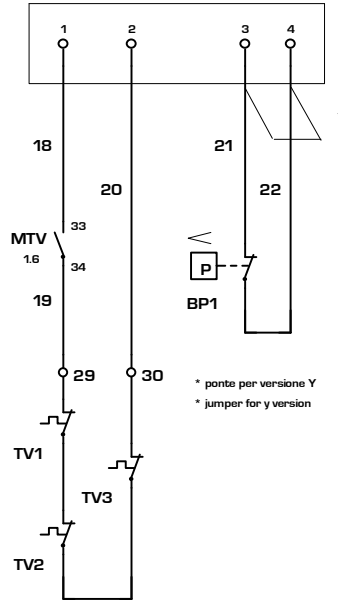 1 2 3 4
18 21
20 22
33
MTV
1.6
34
P
19
BP1
29 30
* ponte per versione Y
* jumper for y version
TV1
TV3
TV2